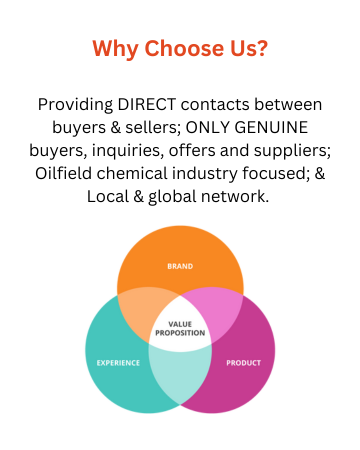 Why Choose Us?
Providing DIRECT contacts between
buyers & sellers; ONLY GENUINE
buyers, inquiries, offers and suppliers;
Oilfield chemical industry focused; &
Local & global network.
BRAND
VALUE
PROPOSITION
EXPERIENCE
PRODUCT